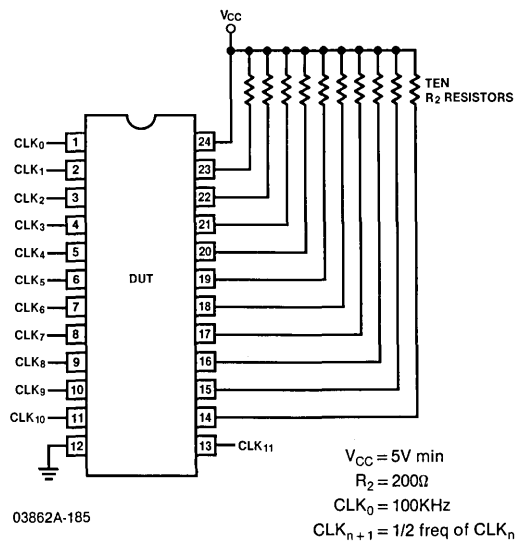 VCC
TEN
R2 RESISTORS
CLK0 1 24
CLK1 2 23
CLK2 3 22
CLK3 4 21
CLK4 5 20
CLK5 6 DUT 19
CLK6 7 18
CLK7 8 17
CLK8 9 16
CLK9 10 15
CLK10 11 14
12 13 CLK11
VCC = 5V min
R2 = 200Ω
CLK0 = 100KHz
CLKn + 1 = 1/2 freq of CLKn
03862A-185